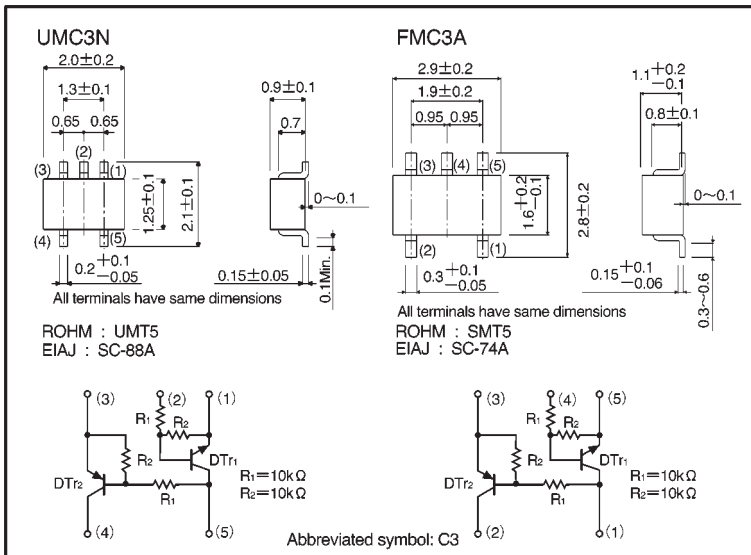 UMC3N
2.0±0.2
1.3±0.1
0.65 0.65
(2)
(3) (1)
1.25±0.1
2.1±0.1
(4) (5)
0.2 +0.1 −0.05
0.9±0.1
0.7
0~0.1
0.15±0.05
0.1Min.
All terminals have same dimensions
ROHM : UMT5
EIAJ : SC-88A
FMC3A
2.9±0.2
1.9±0.2
0.95 0.95
(3) (4) (5)
1.6 +0.2 −0.1
2.8±0.2
(2) (1)
0.3 +0.1 −0.05
1.1 +0.2 −0.1
0.8±0.1
0~0.1
0.15 +0.1 −0.06
0.3~0.6
All terminals have same dimensions
ROHM : SMT5
EIAJ : SC-74A
(3) (2) (1)
R1
R2
R2
DTr1
DTr2
R1
R1=10kΩ
R2=10kΩ
(4) (5)
(3) (4) (5)
R1
R2
R2
DTr1
DTr2
R1
R1=10kΩ
R2=10kΩ
(2) (1)
Abbreviated symbol: C3